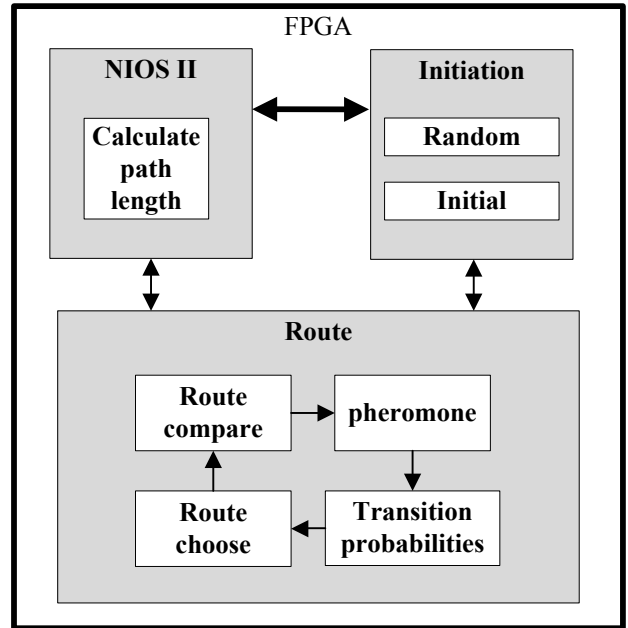 FPGA
NIOS II
Calculate
path
length
Initiation
Random
Initial
Route
Route
compare
pheromone
Route
choose
Transition
probabilities